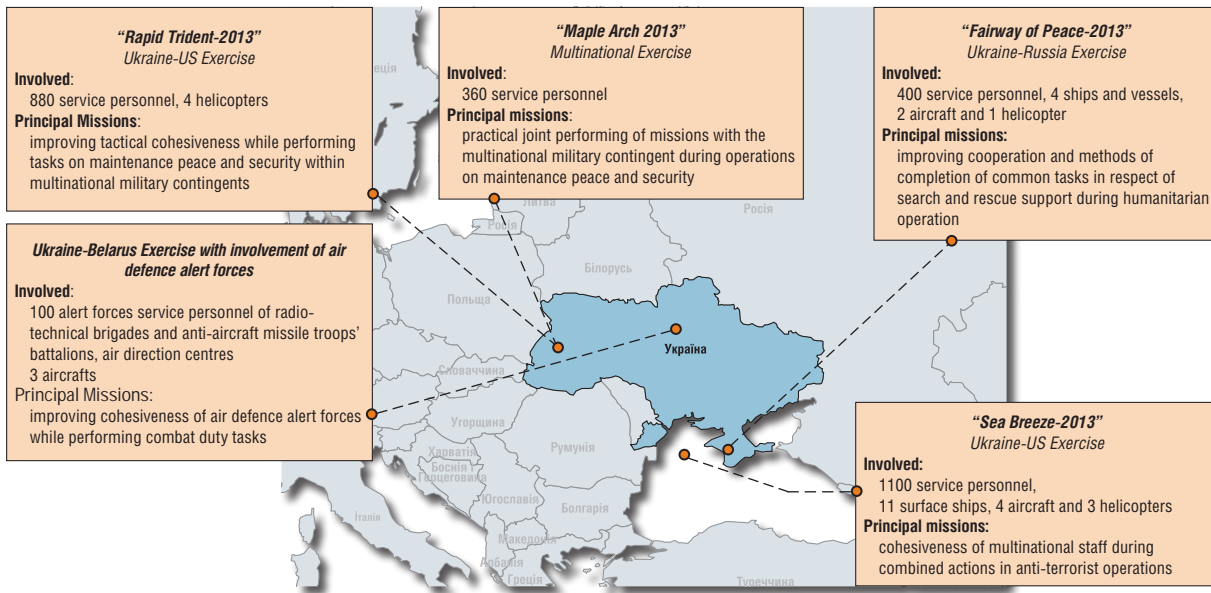 “Rapid Trident-2013”
Ukraine-US Exercise
Involved:
880 service personnel, 4 helicopters
Principal Missions:
improving tactical cohesiveness while performing
tasks on maintenance peace and security within
multinational military contingents
“Maple Arch 2013”
Multinational Exercise
Involved:
360 service personnel
Principal missions:
practical joint performing of missions with the
multinational military contingent during operations
on maintenance peace and security
“Fairway of Peace-2013”
Ukraine-Russia Exercise
Involved:
400 service personnel, 4 ships and vessels,
2 aircraft and 1 helicopter
Principal missions:
improving cooperation and methods of
completion of common tasks in respect of
search and rescue support during humanitarian
operation
Ukraine-Belarus Exercise with involvement of air
defence alert forces
Involved:
100 alert forces service personnel of radio-
technical brigades and anti-aircraft missile troops’
battalions, air direction centres
3 aircrafts
Principal Missions:
improving cohesiveness of air defence alert forces
while performing combat duty tasks
“Sea Breeze-2013”
Ukraine-US Exercise
Involved:
1100 service personnel,
11 surface ships, 4 aircraft and 3 helicopters
Principal missions:
cohesiveness of multinational staff during
combined actions in anti-terrorist operations
еція
Литва
Росія
Росія
Білорусь
Польща
Україна
Словаччина
Угорщина
Румунія
Харватія
Боснія і
Герцеговина
Югославія
Болгарія
Італія
Македонія
Албанія
Греція
Туреччина